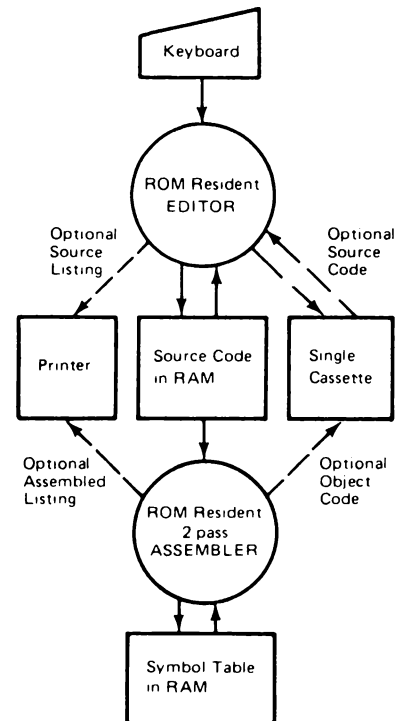 Keyboard
ROM Resident
EDITOR
Optional
Source
Listing
Optional
Source
Code
Printer
Source Code
in RAM
Single
Cassette
Optional
Assembled
Listing
ROM Resident
2 pass
ASSEMBLER
Optional
Object
Code
Symbol Table
in RAM